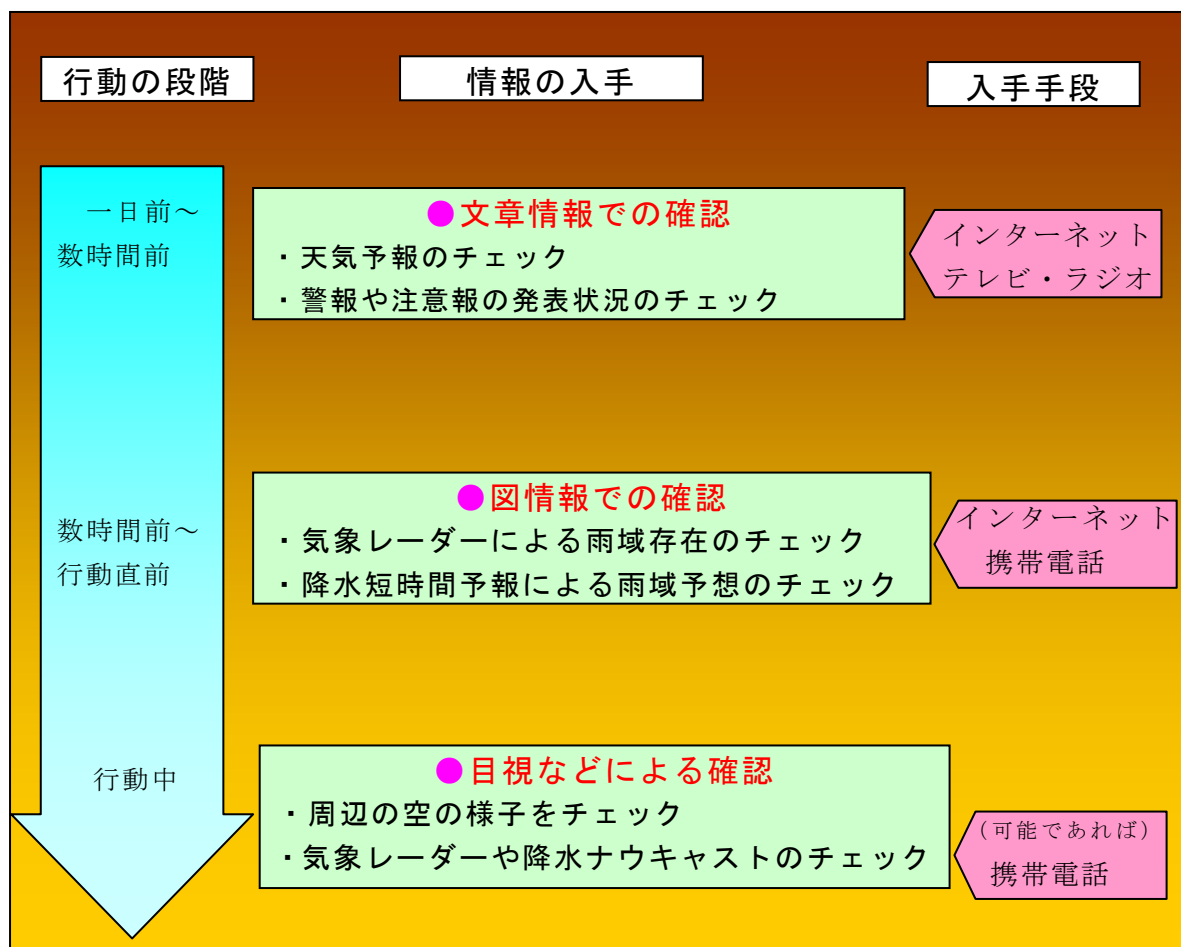 行動の段階
情報の入手
入手手段
一日前～
数時間前
●文章情報での確認
・天気予報のチェック
・警報や注意報の発表状況のチェック
インターネット
テレビ・ラジオ
数時間前～
行動直前
●図情報での確認
・気象レーダーによる雨域存在のチェック
・降水短時間予報による雨域予想のチェック
インターネット
携帯電話
行動中
●目視などによる確認
・周辺の空の様子をチェック
・気象レーダーや降水ナウキャストのチェック
（可能であれば）
携帯電話